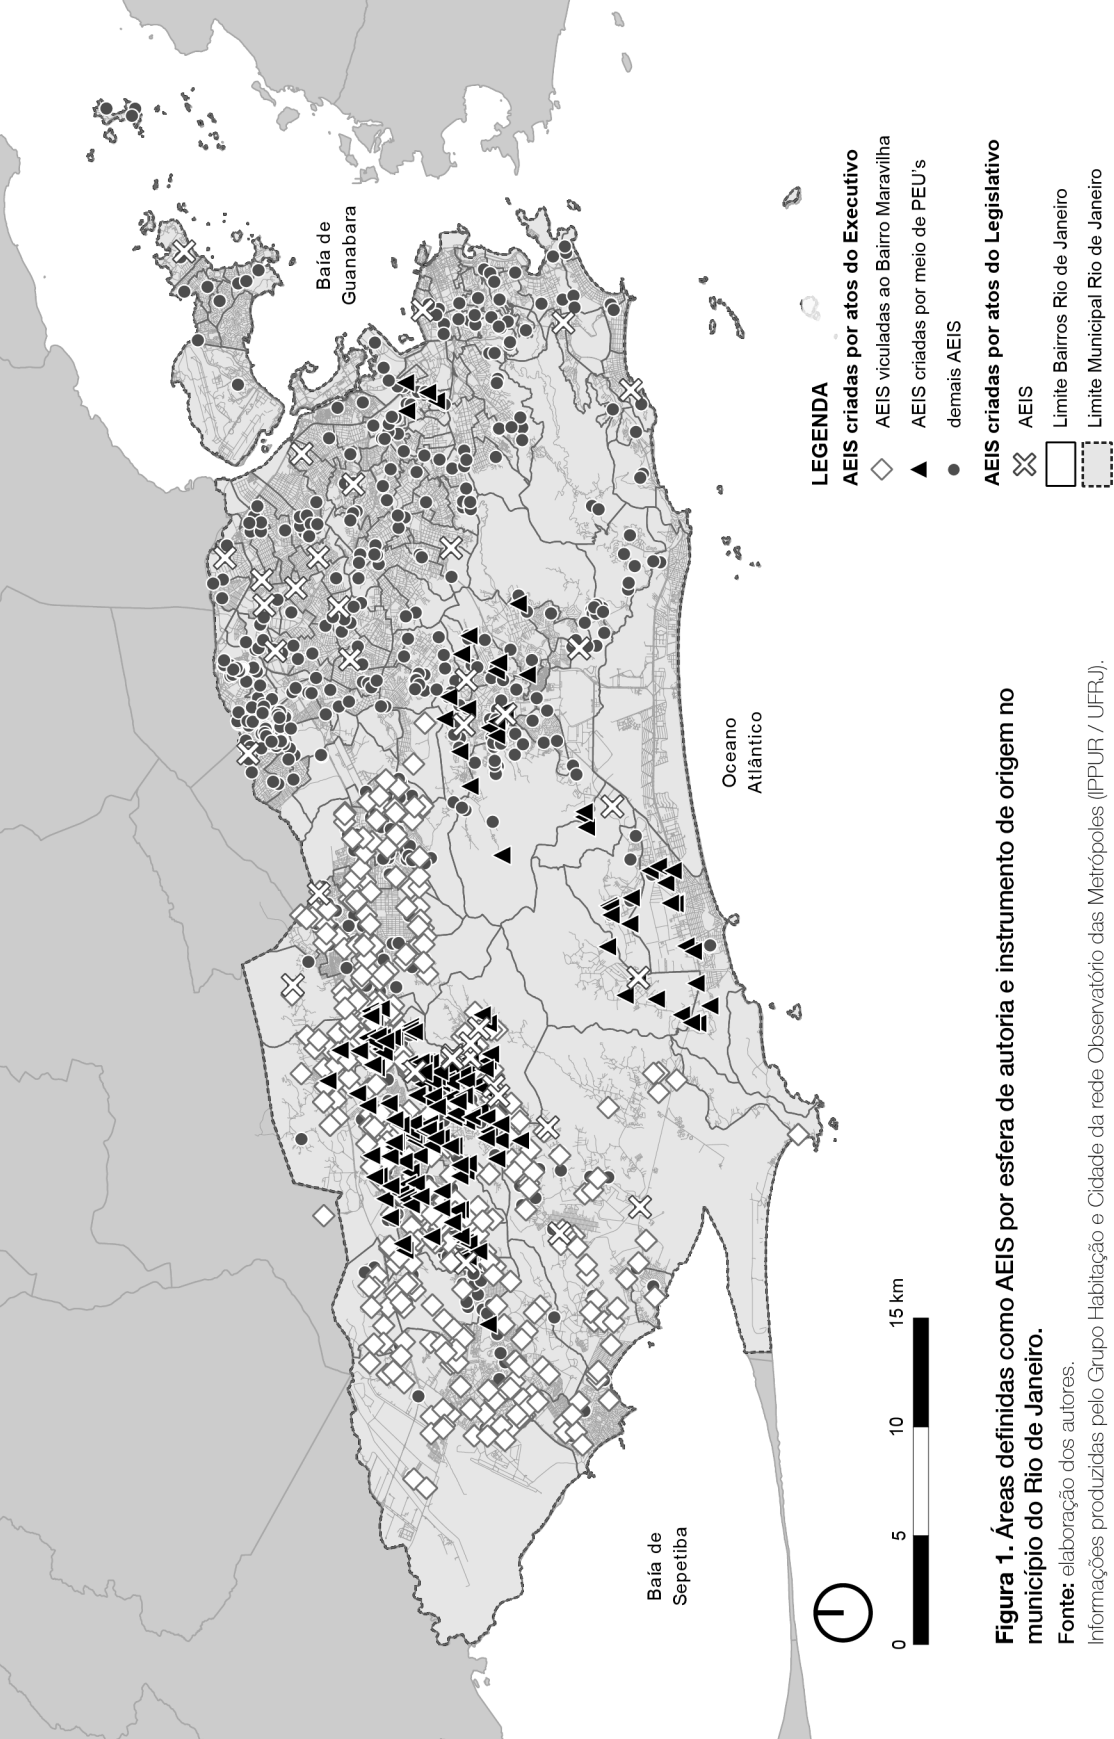 Baía de
Guanabara
Oceano
Atlântico
Baía de
Sepetiba
LEGENDA
AEIS criadas por atos do Executivo
AEIS viculadas ao Bairro Maravilha
AEIS criadas por meio de PEU's
demais AEIS
AEIS criadas por atos do Legislativo
AEIS
Limite Bairros Rio de Janeiro
Limite Municipal Rio de Janeiro
0 5 10 15 km
Figura 1. Áreas definidas como AEIS por esfera de autoria e instrumento de origem no
município do Rio de Janeiro.
Fonte: elaboração dos autores.
Informações produzidas pelo Grupo Habitação e Cidade da rede Observatório das Metrópoles (IPPUR / UFRJ).